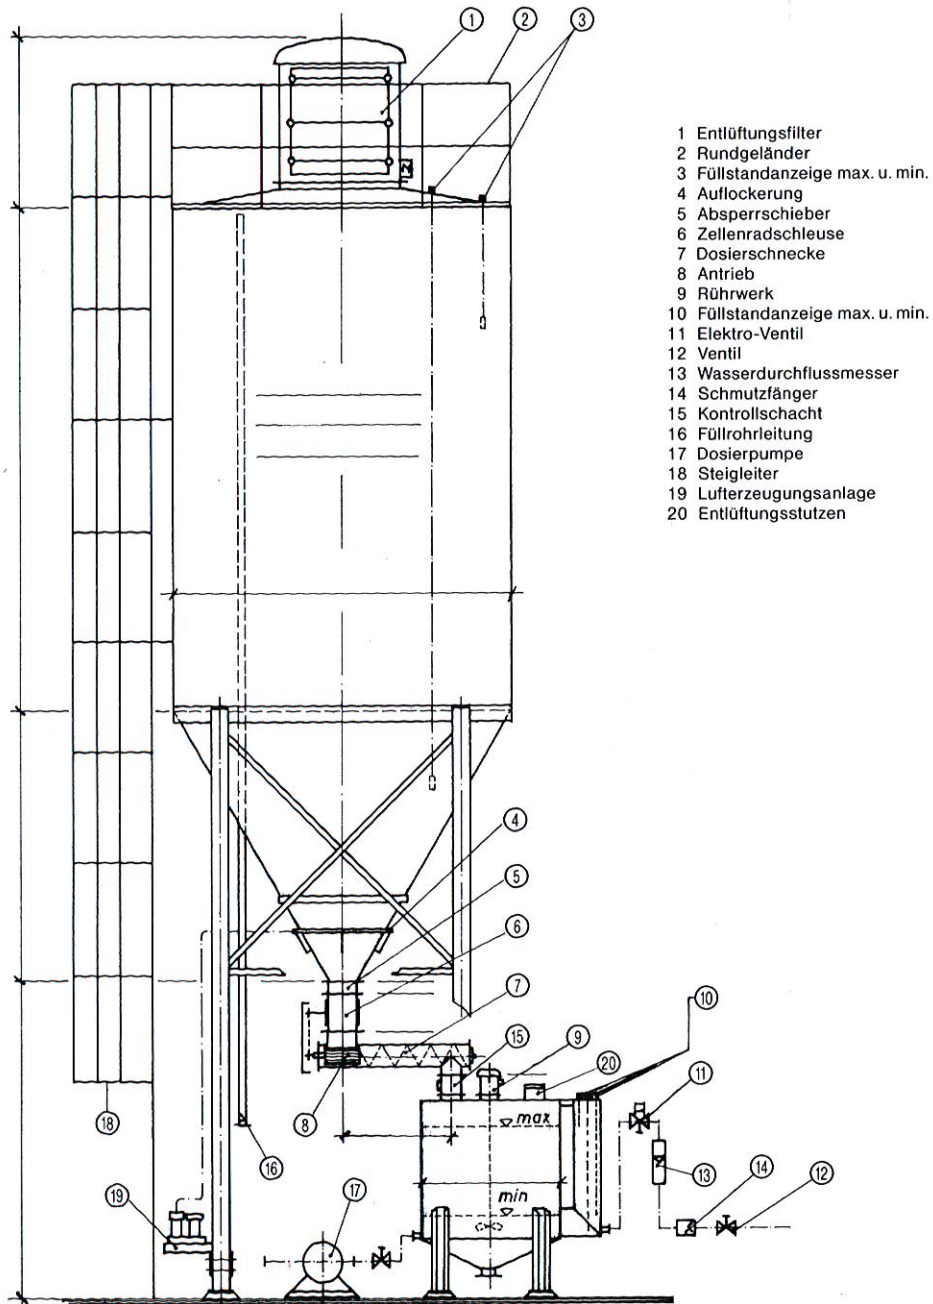 1
2
3
1 Entlüftungsfilter
2 Rundgeländer
3 Füllstandanzeige max. u. min.
4 Auflockerung
5 Absperrschieber
6 Zellenradschleuse
7 Dosierschnecke
8 Antrieb
9 Rührwerk
10 Füllstandanzeige max. u. min.
11 Elektro-Ventil
12 Ventil
13 Wasserdurchflussmesser
14 Schmutzfänger
15 Kontrollschacht
16 Füllrohrleitung
17 Dosierpumpe
18 Steigleiter
19 Lufterzeugungsanlage
20 Entlüftungsstutzen
4
5
6
7
10
15
9
20
11
18
8
max
16
13
17
14
12
19
min